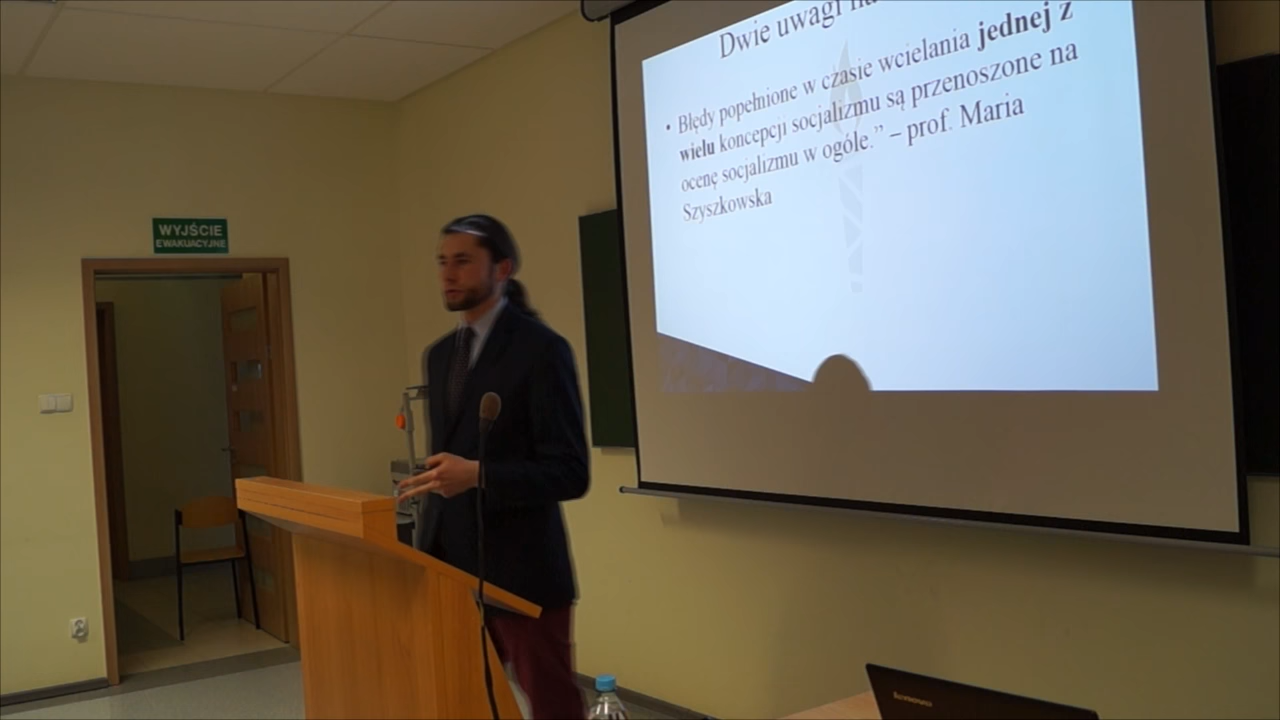 Dwie uwagi
• Błędy popełnione w czasie wcielania jednej z
wielu koncepcji socjalizmu są przenoszone na
ocenę socjalizmu w ogóle.” – prof. Maria
Szyszkowska
WYJŚCIE
EWAKUACYJNE
lenovo